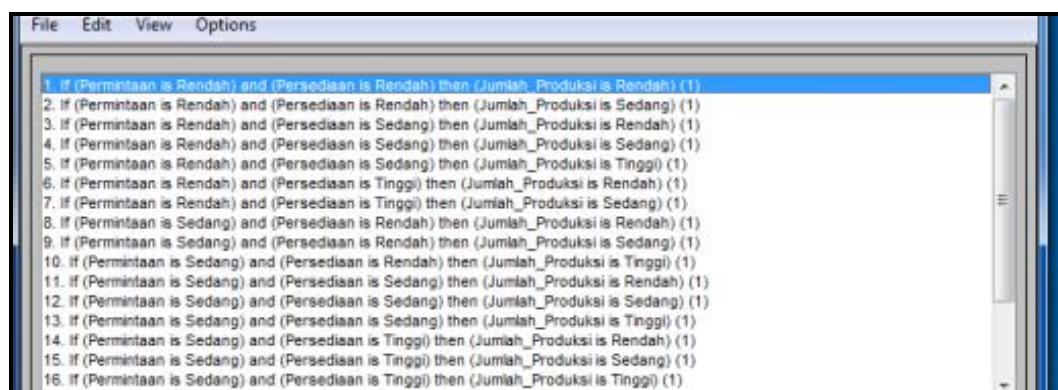 File Edit View Options
1. If (Permintaan is Rendah) and (Persediaan is Rendah) then (Jumlah_Produksi is Rendah) (1)
2. If (Permintaan is Rendah) and (Persediaan is Rendah) then (Jumlah_Produksi is Sedang) (1)
3. If (Permintaan is Rendah) and (Persediaan is Sedang) then (Jumlah_Produksi is Rendah) (1)
4. If (Permintaan is Rendah) and (Persediaan is Sedang) then (Jumlah_Produksi is Sedang) (1)
5. If (Permintaan is Rendah) and (Persediaan is Sedang) then (Jumlah_Produksi is Tinggi) (1)
6. If (Permintaan is Rendah) and (Persediaan is Tinggi) then (Jumlah_Produksi is Rendah) (1)
7. If (Permintaan is Rendah) and (Persediaan is Tinggi) then (Jumlah_Produksi is Sedang) (1)
8. If (Permintaan is Sedang) and (Persediaan is Rendah) then (Jumlah_Produksi is Rendah) (1)
9. If (Permintaan is Sedang) and (Persediaan is Rendah) then (Jumlah_Produksi is Sedang) (1)
10. If (Permintaan is Sedang) and (Persediaan is Rendah) then (Jumlah_Produksi is Tinggi) (1)
11. If (Permintaan is Sedang) and (Persediaan is Sedang) then (Jumlah_Produksi is Rendah) (1)
12. If (Permintaan is Sedang) and (Persediaan is Sedang) then (Jumlah_Produksi is Sedang) (1)
13. If (Permintaan is Sedang) and (Persediaan is Sedang) then (Jumlah_Produksi is Tinggi) (1)
14. If (Permintaan is Sedang) and (Persediaan is Tinggi) then (Jumlah_Produksi is Rendah) (1)
15. If (Permintaan is Sedang) and (Persediaan is Tinggi) then (Jumlah_Produksi is Sedang) (1)
16. If (Permintaan is Sedang) and (Persediaan is Tinggi) then (Jumlah_Produksi is Tinggi) (1)